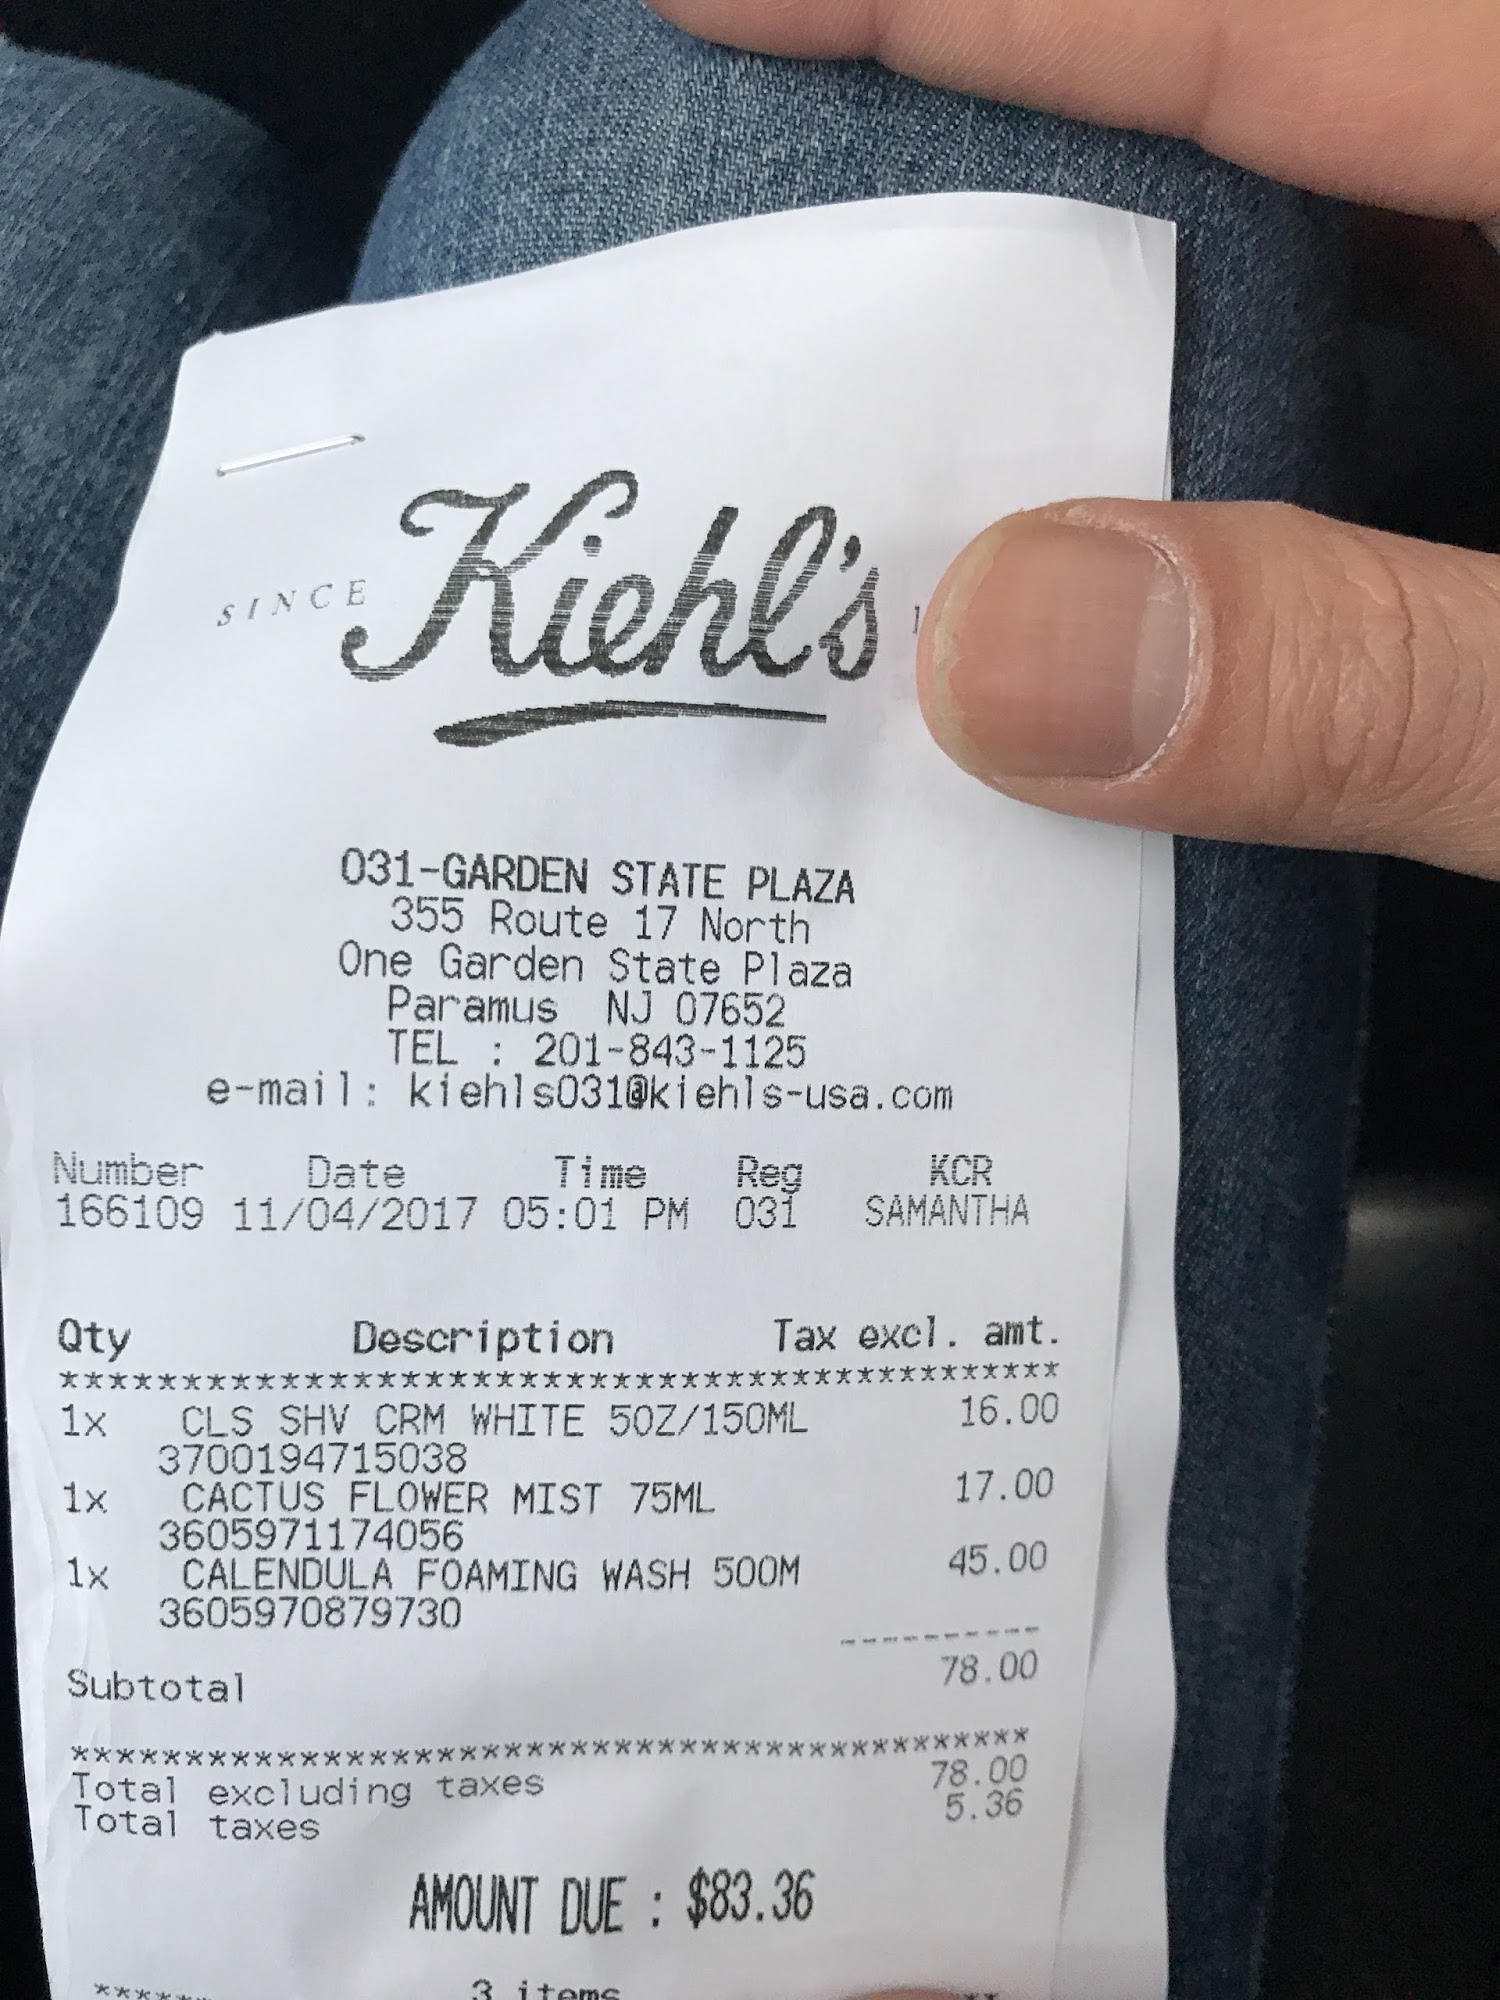 SINCE Kiehl's
031-GARDEN STATE PLAZA
355 Route 17 North
One Garden State Plaza
Paramus NJ 07652
TEL : 201-843-1125
e-mail: kiehls031@kiehls-usa.com
Number Date Time Reg KCR
166109 11/04/2017 05:01 PM 031 SAMANTHA
Qty Description Tax excl. amt.
*****************************************
1x CLS SHV CRM WHITE 5OZ/150ML 16.00
3700194715038
1x CACTUS FLOWER MIST 75ML 17.00
3605971174056
1x CALENDULA FOAMING WASH 500M 45.00
3605970879730
----------
Subtotal 78.00
*****************************************
Total excluding taxes 78.00
Total taxes 5.36
AMOUNT DUE : $83.36
3 items